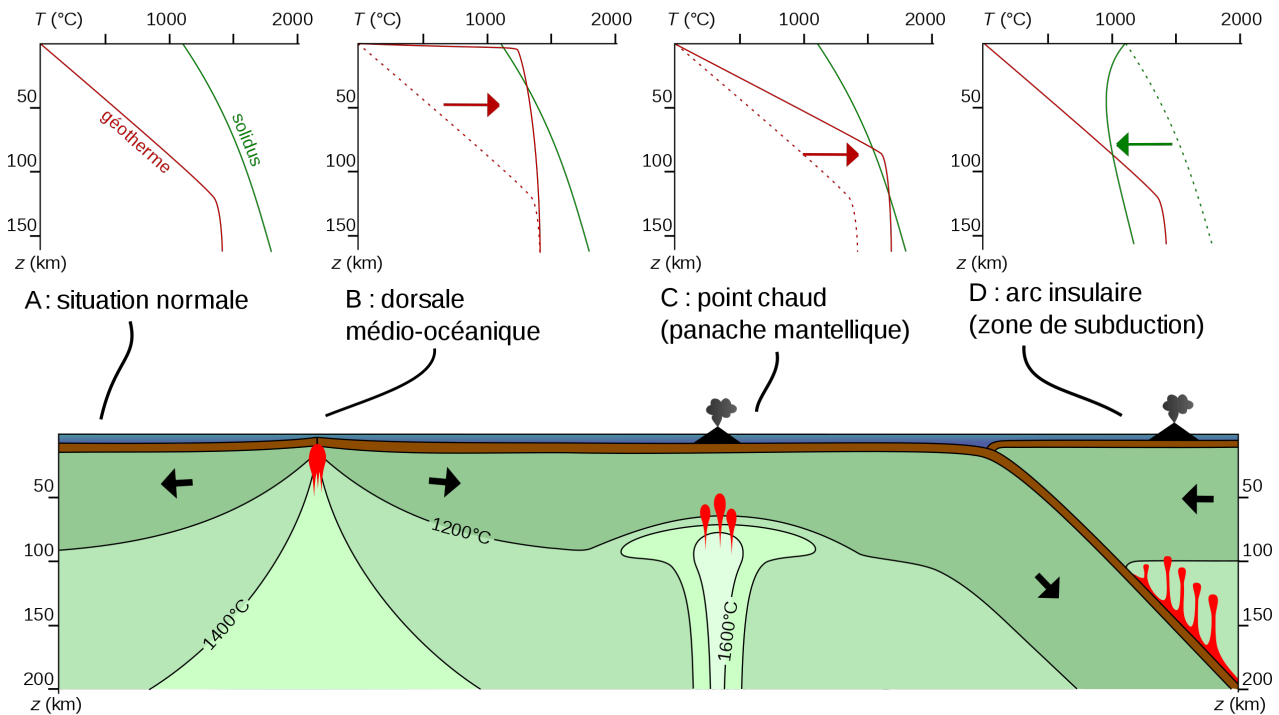 T (°C) 1000 2000
50
100
150
z (km)
géotherme
solidus
T (°C) 1000 2000
50
100
150
z (km)
T (°C) 1000 2000
50
100
150
z (km)
T (°C) 1000 2000
50
100
150
z (km)
A : situation normale
B : dorsale
médio-océanique
C : point chaud
(panache mantellique)
D : arc insulaire
(zone de subduction)
50
100
150
200
z (km)
1200°C
1400°C
1600°C
50
100
150
200
z (km)